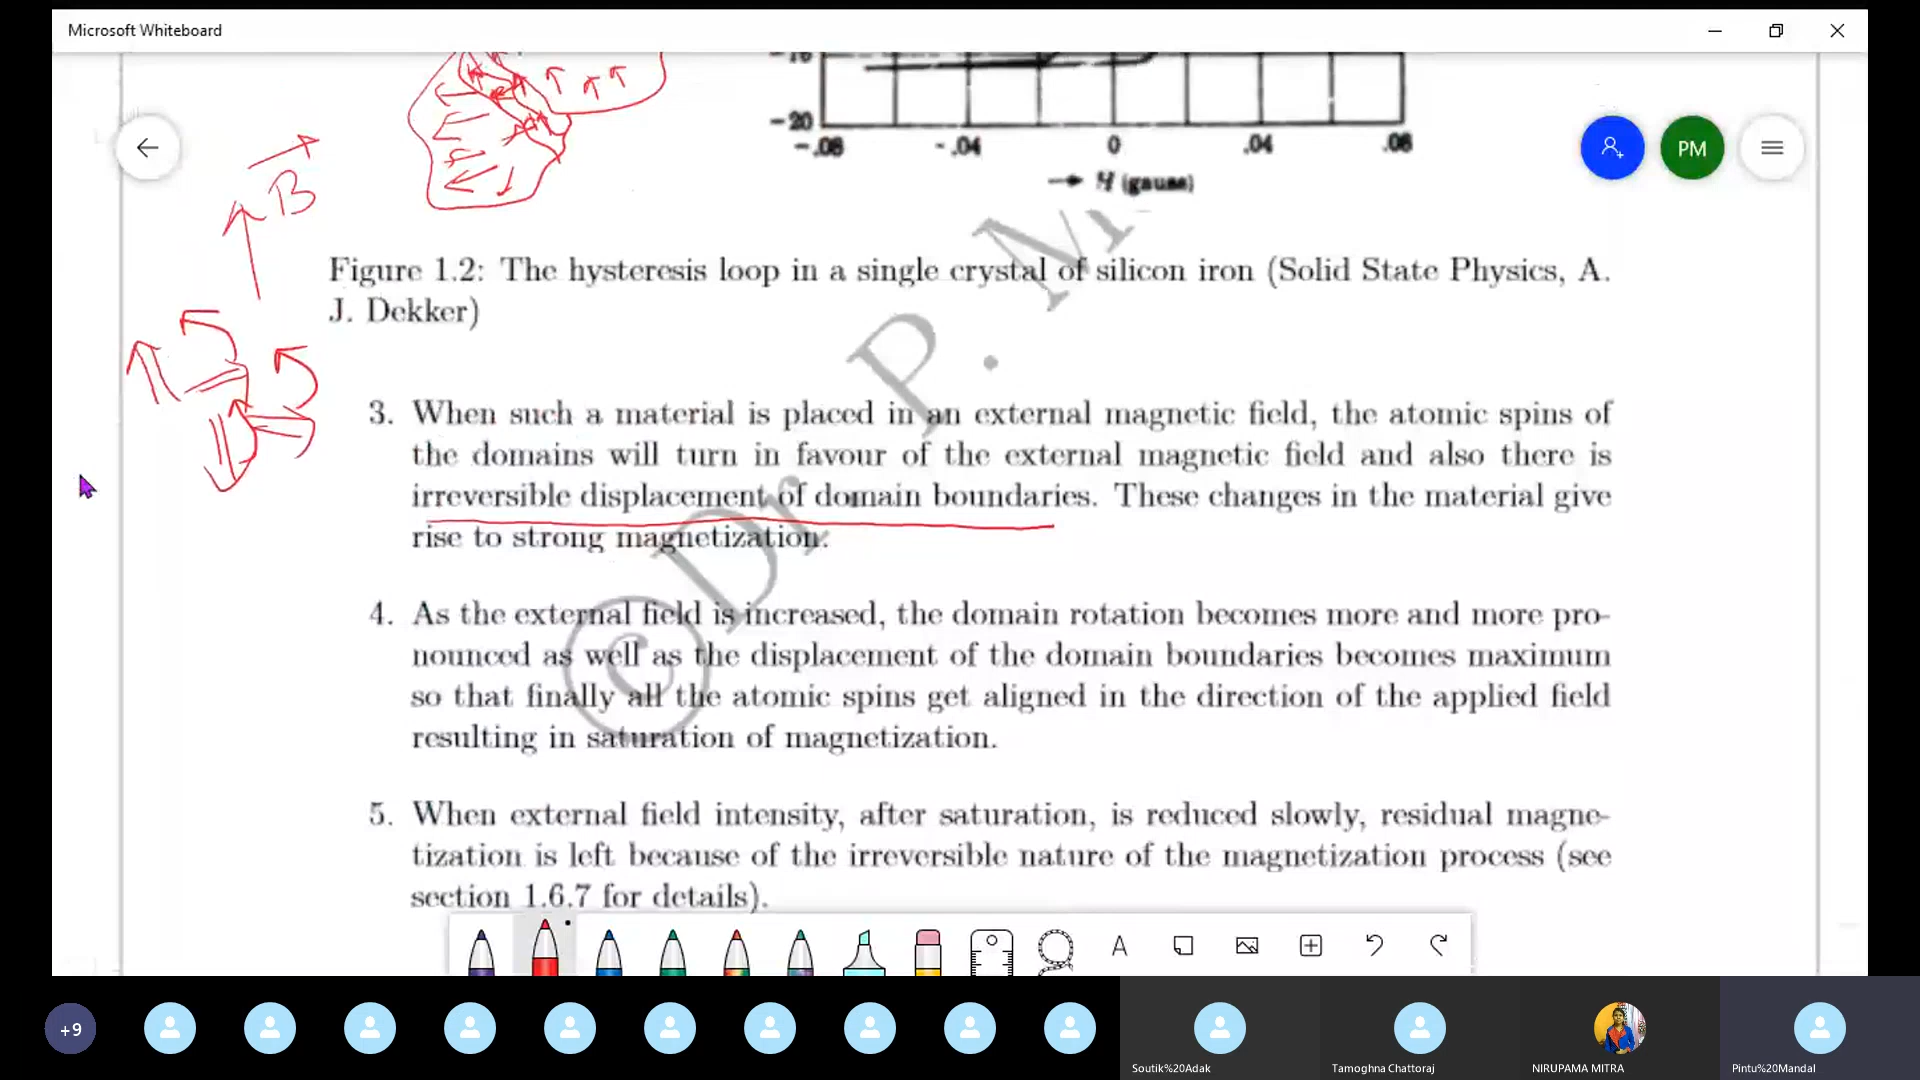 Microsoft Whiteboard
-20
-.08 -.04 0 .04 .08
H (gauss)
PM
B
Figure 1.2: The hysteresis loop in a single crystal of silicon iron (Solid State Physics, A.
J. Dekker)
3. When such a material is placed in an external magnetic field, the atomic spins of
the domains will turn in favour of the external magnetic field and also there is
irreversible displacement of domain boundaries. These changes in the material give
rise to strong magnetization.
4. As the external field is increased, the domain rotation becomes more and more pro-
nounced as well as the displacement of the domain boundaries becomes maximum
so that finally all the atomic spins get aligned in the direction of the applied field
resulting in saturation of magnetization.
5. When external field intensity, after saturation, is reduced slowly, residual magne-
tization is left because of the irreversible nature of the magnetization process (see
section 1.6.7 for details).
©Dr. P. M
A
+9
Soutik%20Adak
Tamoghna Chattoraj
NIRUPAMA MITRA
Pintu%20Mandal